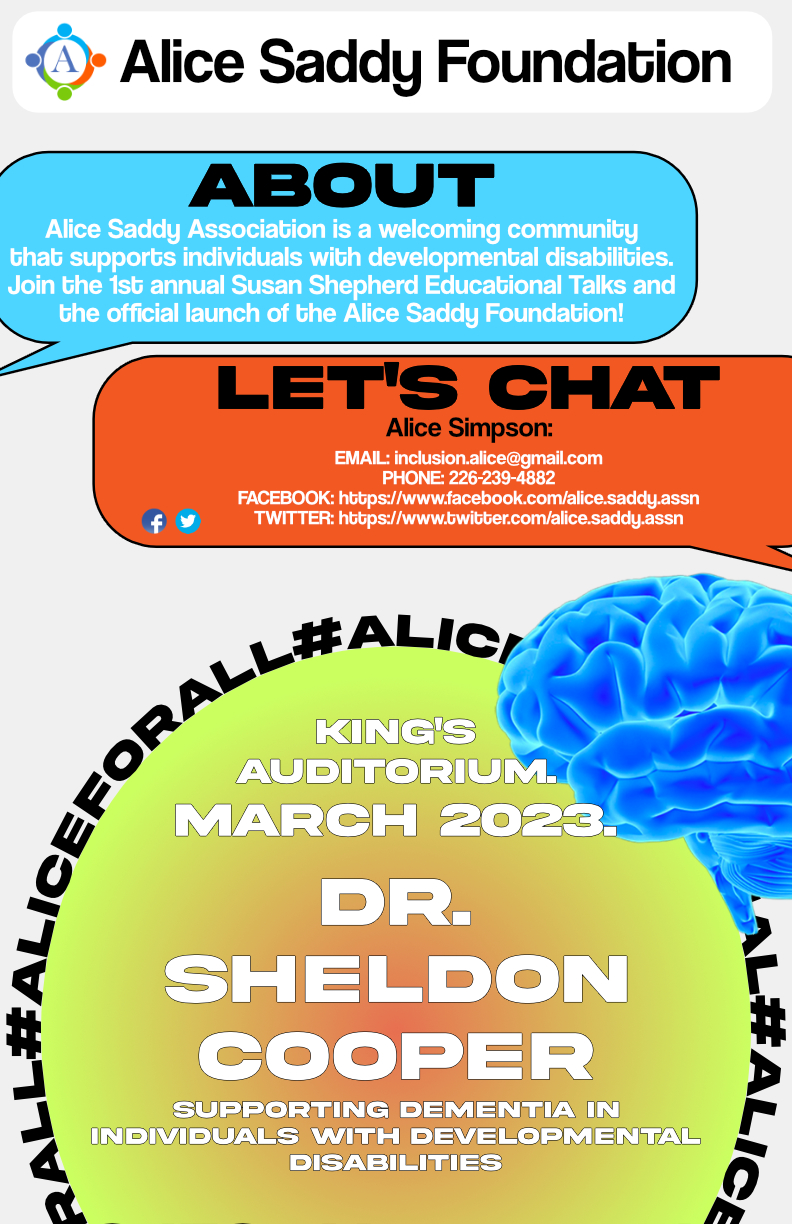 A
Alice Saddy Foundation
ABOUT
Alice Saddy Association is a welcoming community
that supports individuals with developmental disabilities.
Join the 1st annual Susan Shepherd Educational Talks and
the official launch of the Alice Saddy Foundation!
LET'S CHAT
Alice Simpson:
EMAIL: inclusion.alice@gmail.com
PHONE: 226-239-4882
FACEBOOK: https://www.facebook.com/alice.saddy.assn
TWITTER: https://www.twitter.com/alice.saddy.assn
#ALICEFORALL#ALICE
KING'S
AUDITORIUM.
MARCH 2023.
DR.
SHELDON
COOPER
SUPPORTING DEMENTIA IN
INDIVIDUALS WITH DEVELOPMENTAL
DISABILITIES